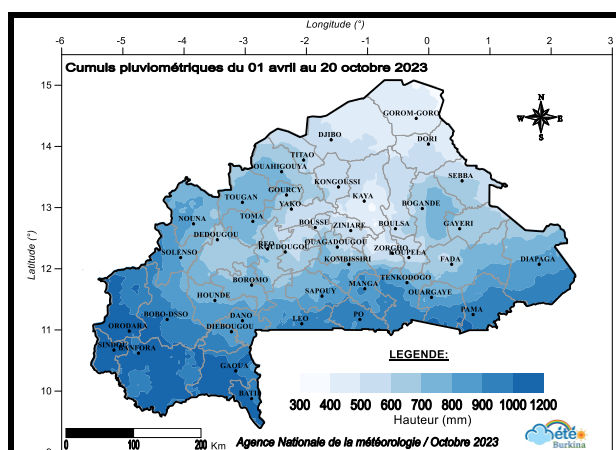 Longitude (°)
-6 -5 -4 -3 -2 -1 0 1 2 3
Cumuls pluviométriques du 01 avril au 20 octobre 2023
15
GOROM-GORO
N
W E
S
DJIBO
DORI
14
TITAO
OUAHIGOUYA
KONGOUSSI
SEBBA
GOURCY
TOUGAN
YAKO
KAYA
BOGANDE
13
NOUNA
TOMA
BOUSSE
ZINIARE
BOULSA
GAYERI
DEDOUGOU
REO
OUAGADOUGOU
ZORGHO
KOUPELA
SOLENSO
KOMBISSIRI
FADA
DIAPAGA
12
BOROMO
TENKODOGO
MANGA
HOUNDE
SAPOUY
OUARGAYE
BOBO-DSSO
DANO
LEO
PO
PAMA
11
ORODARA
DIEBOUGOU
SINDOU
BANFORA
LEGENDE:
GAOUA
10
BATIE
300 400 500 600 700 800 900 1000 1200
Hauteur (mm)
Latitude (°)
0 100 200 Km
Agence Nationale de la météorologie / Octobre 2023
météo
Burkina